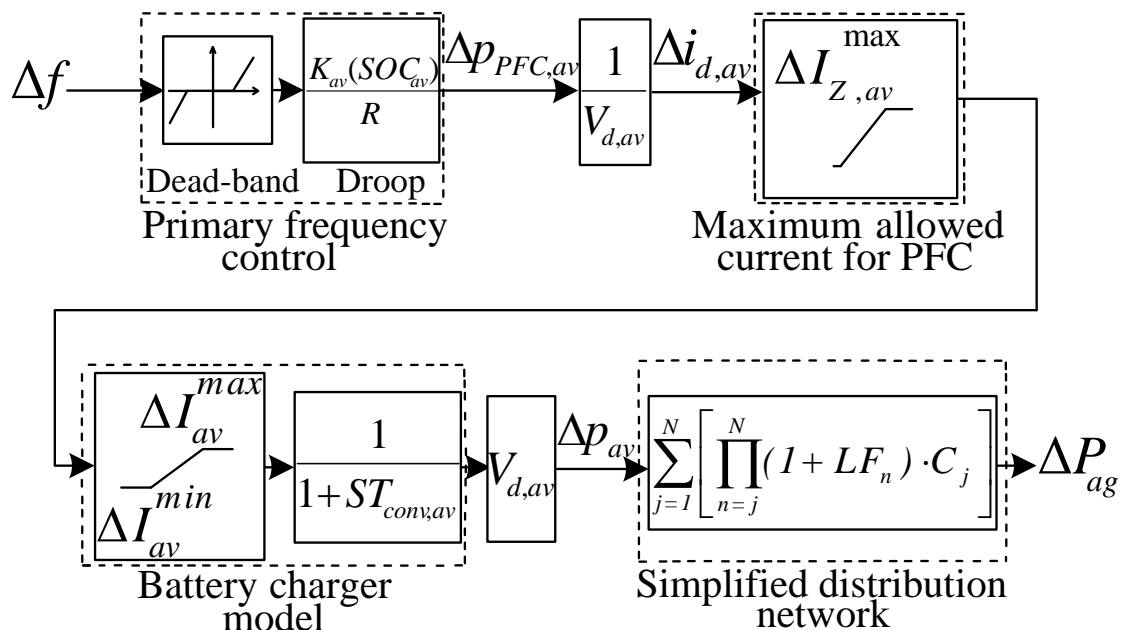 Δf
Dead-band
K_av(SOC_av)
R
Droop
Primary frequency
control
Δp_PFC,av
1
V_d,av
Δi_d,av
ΔI_Z,av^max
Maximum allowed
current for PFC
ΔI_av^max
ΔI_av^min
1
1+ST_conv,av
Battery charger
model
V_d,av
Δp_av
∑_{j=1}^{N} [ ∏_{n=j}^{N} (1 + LF_n) · C_j ]
Simplified distribution
network
ΔP_ag